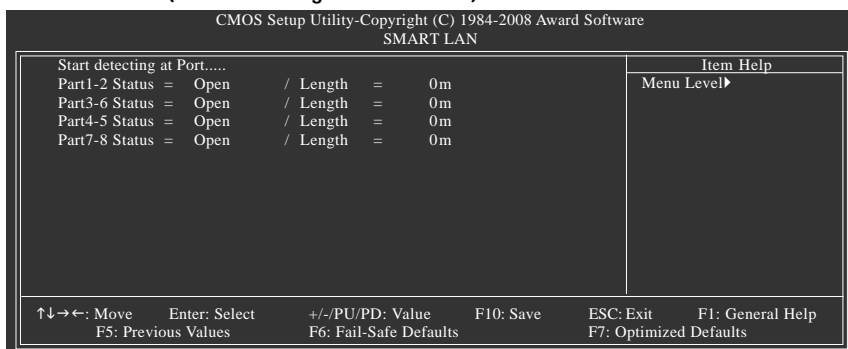 CMOS Setup Utility-Copyright (C) 1984-2008 Award Software
SMART LAN
Start detecting at Port.....
Part1-2 Status = Open / Length = 0m
Part3-6 Status = Open / Length = 0m
Part4-5 Status = Open / Length = 0m
Part7-8 Status = Open / Length = 0m
Item Help
Menu Level▶
↑↓→←: Move Enter: Select +/-/PU/PD: Value F10: Save ESC: Exit F1: General Help
F5: Previous Values F6: Fail-Safe Defaults F7: Optimized Defaults